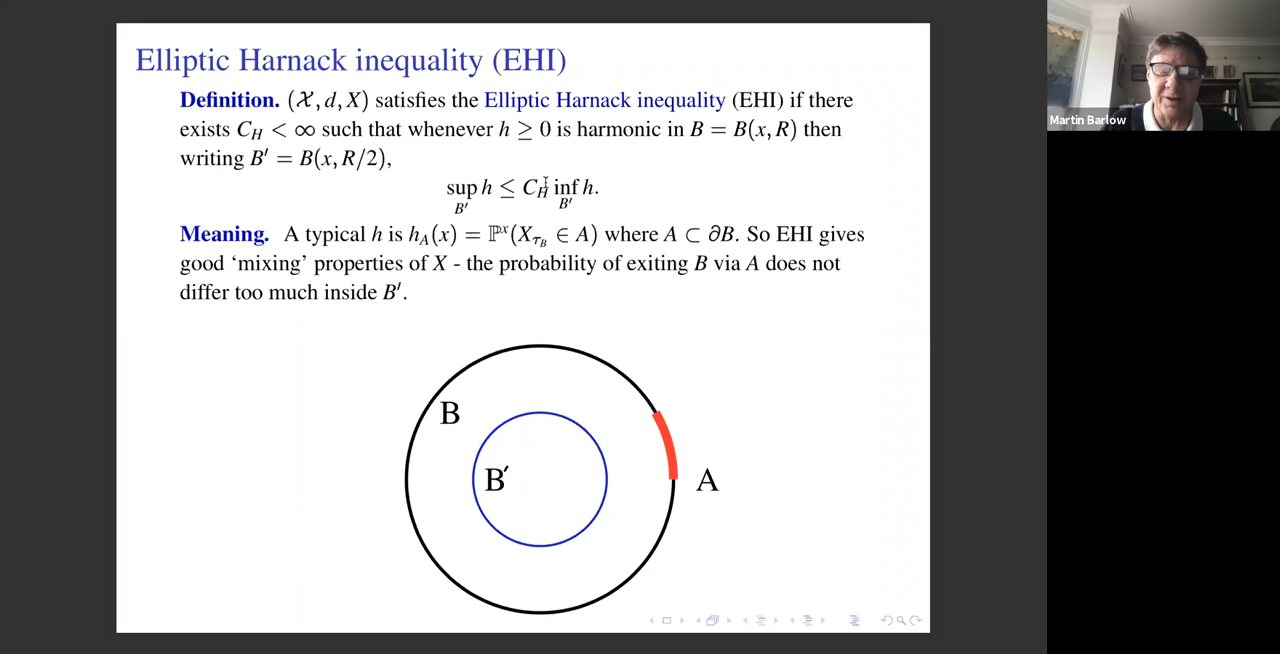 Elliptic Harnack inequality (EHI)
Definition. (𝒳, d, X) satisfies the Elliptic Harnack inequality (EHI) if there
exists C_H < ∞ such that whenever h ≥ 0 is harmonic in B = B(x, R) then
writing B′ = B(x, R/2),
sup_{B′} h ≤ C_H inf_{B′} h.
Meaning. A typical h is h_A(x) = ℙ^x(X_{τ_B} ∈ A) where A ⊂ ∂B. So EHI gives
good ‘mixing’ properties of X - the probability of exiting B via A does not
differ too much inside B′.
B
B′
A
Martin Barlow